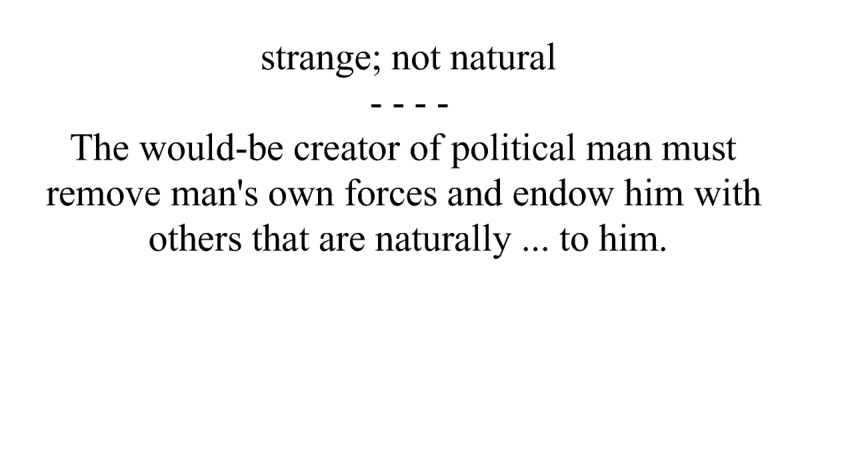 strange; not natural
- - - -
The would-be creator of political man must
remove man's own forces and endow him with
others that are naturally ... to him.